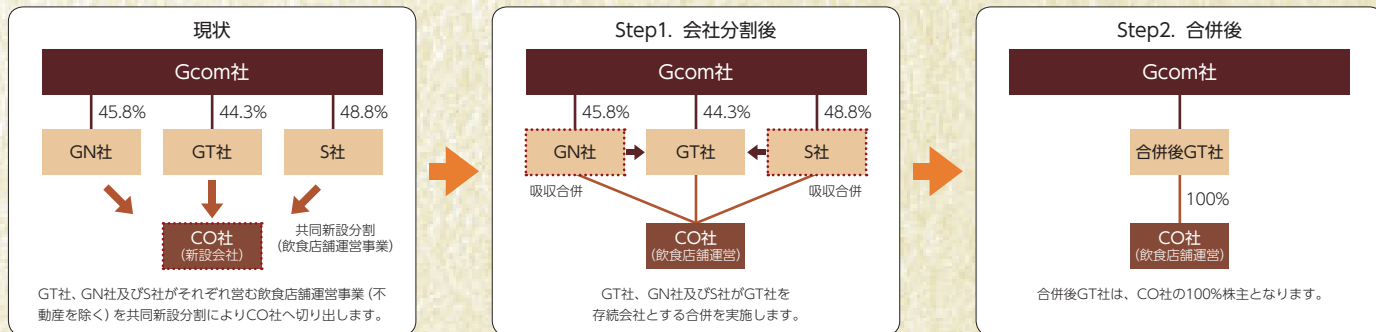 現状
Gcom社
45.8%
44.3%
48.8%
GN社
GT社
S社
CO社
(新設会社)
共同新設分割
(飲食店舗運営事業)
GT社、GN社及びS社がそれぞれ営む飲食店舗運営事業(不
動産を除く)を共同新設分割によりCO社へ切り出します。
Step1. 会社分割後
Gcom社
45.8%
44.3%
48.8%
GN社
GT社
S社
吸収合併
吸収合併
CO社
(飲食店舗運営)
GT社、GN社及びS社がGT社を
存続会社とする合併を実施します。
Step2. 合併後
Gcom社
合併後GT社
100%
CO社
(飲食店舗運営)
合併後GT社は、CO社の100%株主となります。